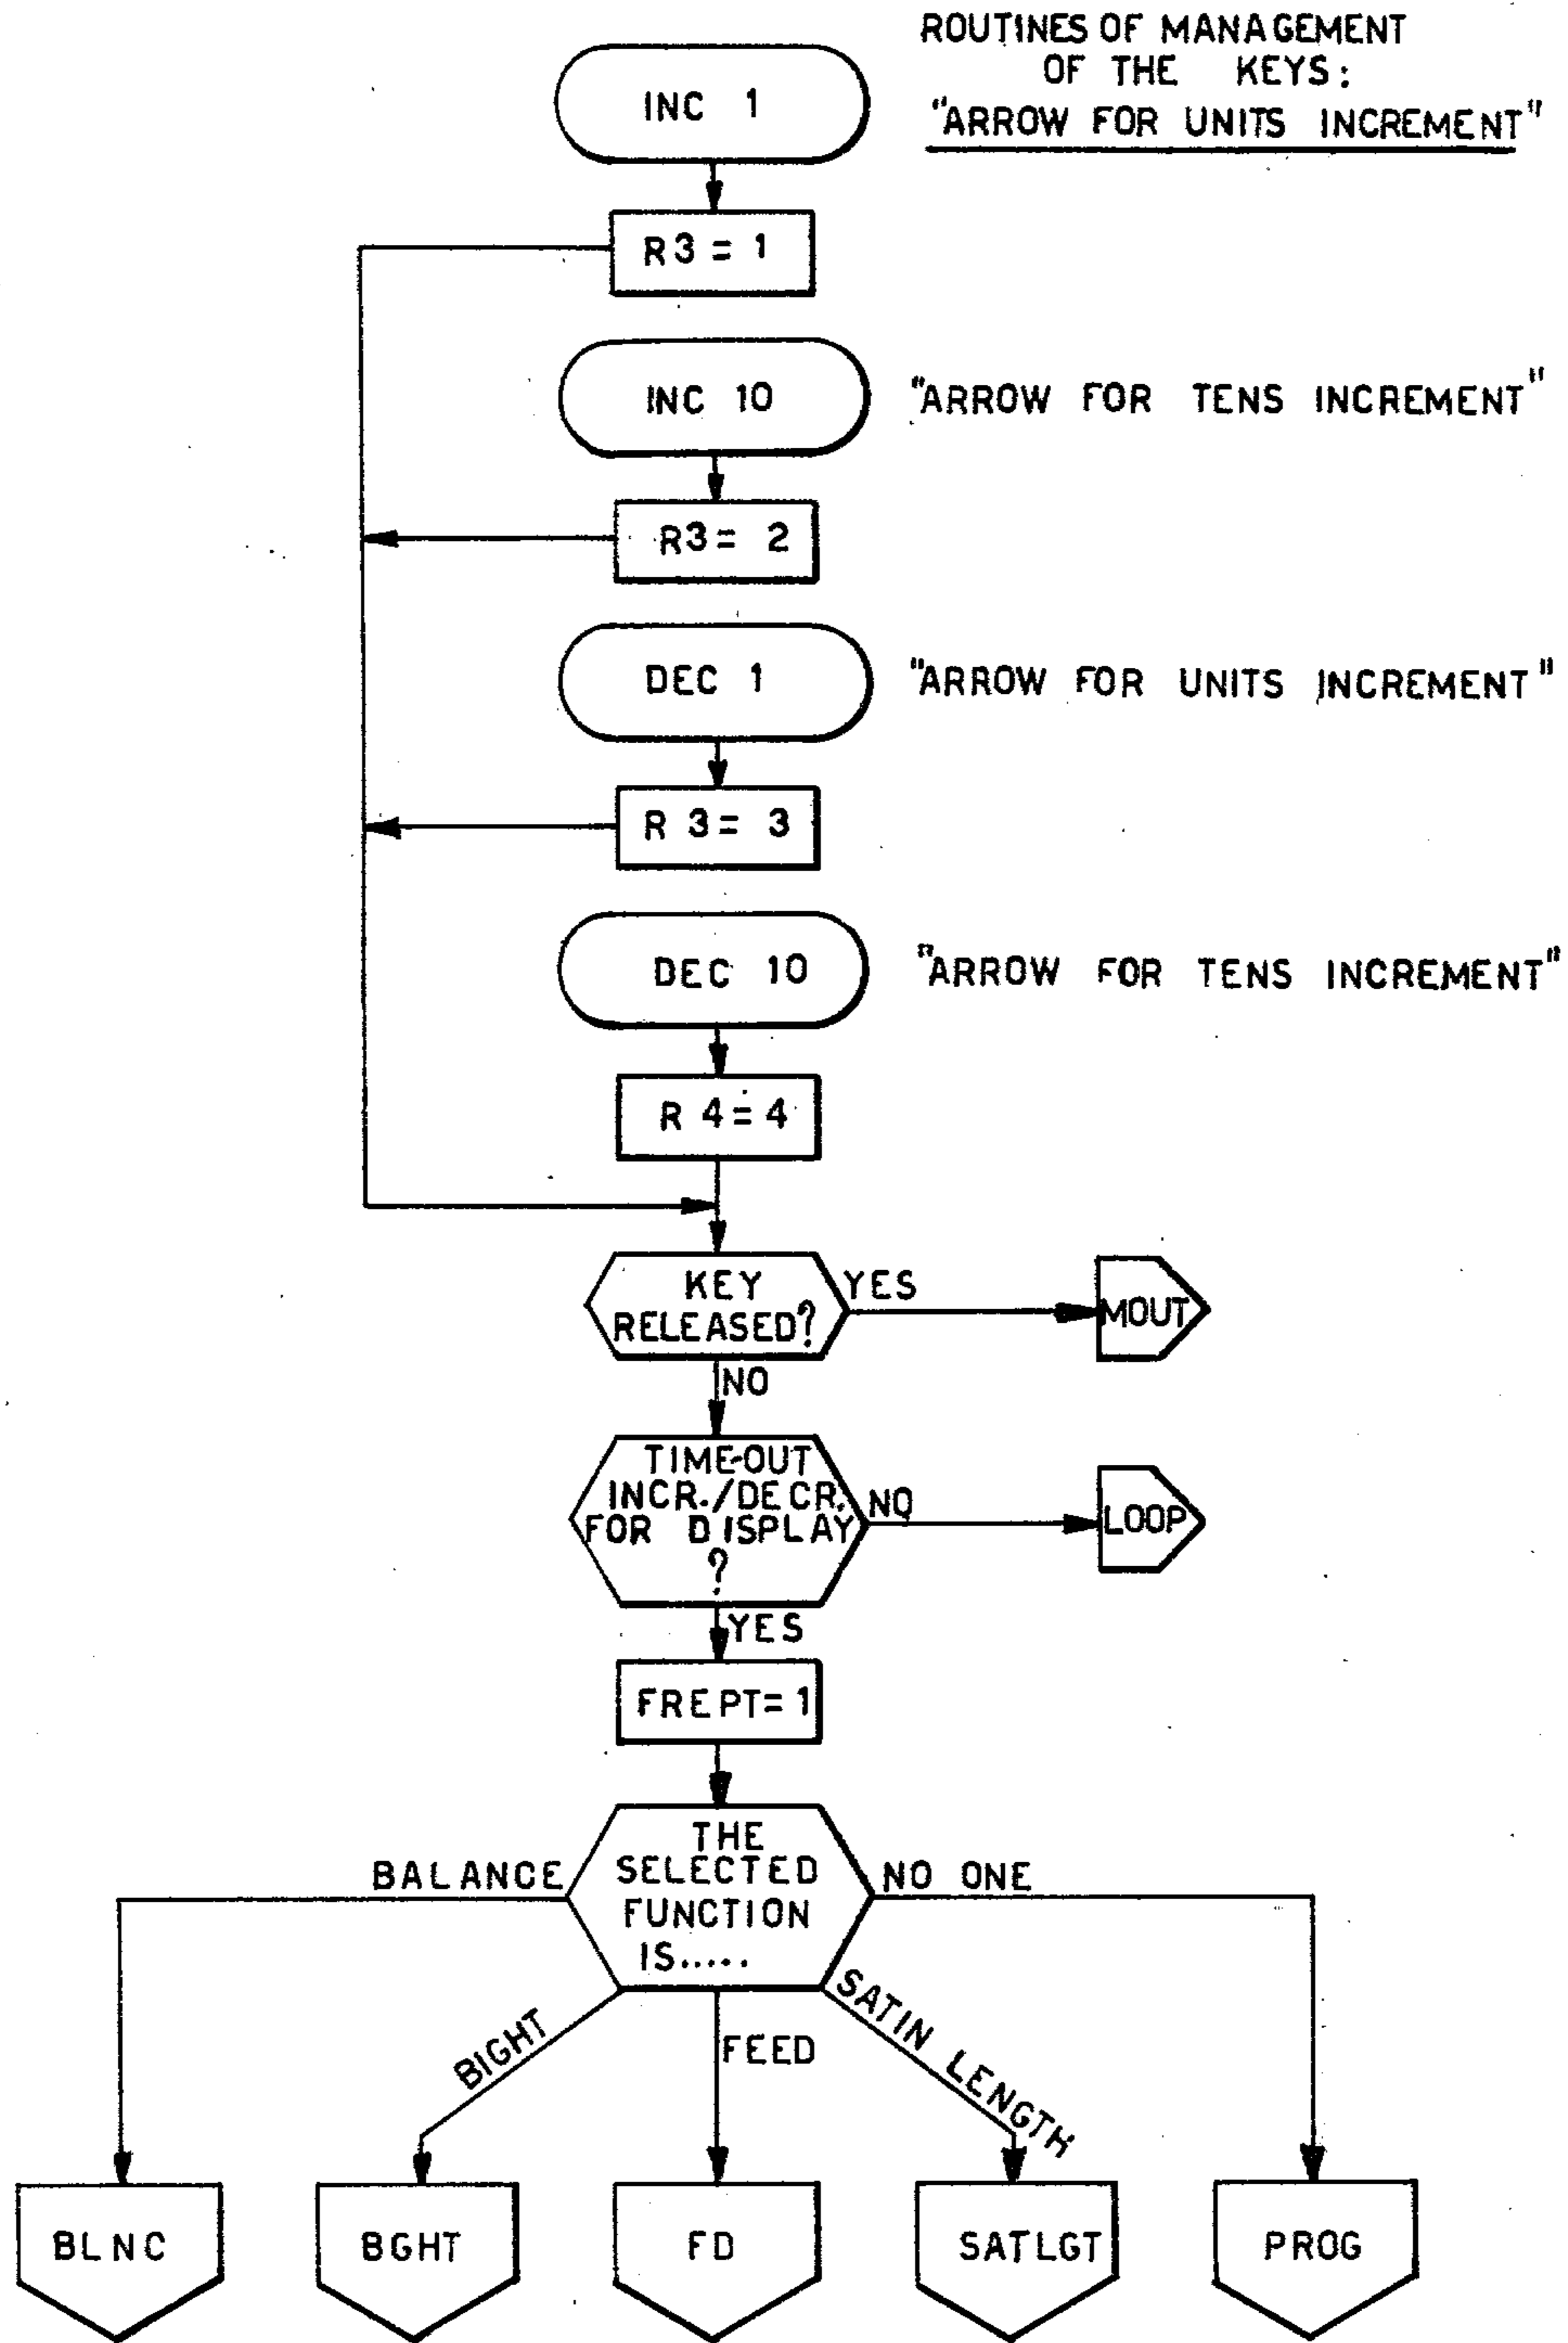 ROUTINES OF MANAGEMENT
OF THE KEYS:
"ARROW FOR UNITS INCREMENT"
INC 1
R3 = 1
INC 10
"ARROW FOR TENS INCREMENT"
R3 = 2
DEC 1
"ARROW FOR UNITS INCREMENT"
R 3 = 3
DEC 10
"ARROW FOR TENS INCREMENT"
R 4 = 4
KEY
RELEASED?
YES
MOUT
NO
TIME-OUT
INCR./DECR.
FOR DISPLAY
?
NO
LOOP
YES
FREPT = 1
THE
SELECTED
FUNCTION
IS.....
BALANCE
NO ONE
BIGHT
FEED
SATIN LENGTH
BLNC
BGHT
FD
SATLGT
PROG